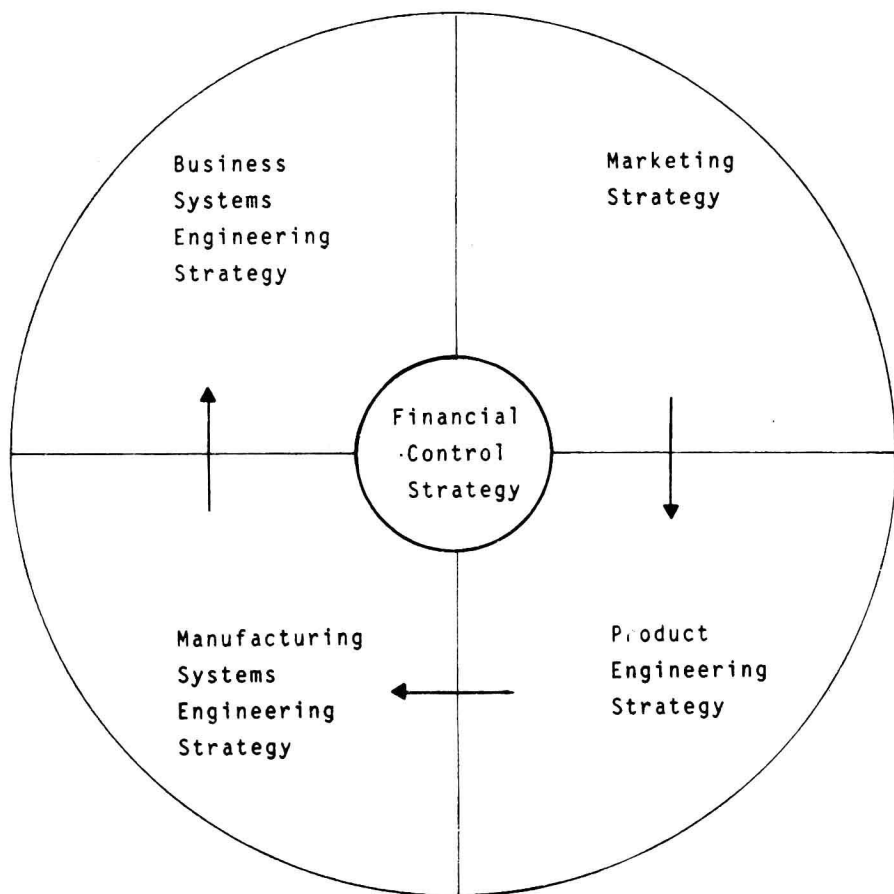 Business
Systems
Engineering
Strategy
Marketing
Strategy
Financial
Control
Strategy
Manufacturing
Systems
Engineering
Strategy
Product
Engineering
Strategy